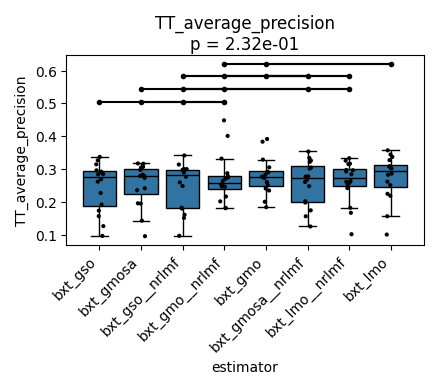 TT_average_precision
p = 2.32e-01
TT_average_precision
0.6
0.5
0.4
0.3
0.2
0.1
bxt_gso
bxt_gmosa
bxt_gso__nrlmf
bxt_gmo__nrlmf
bxt_gmo
bxt_gmosa__nrlmf
bxt_lmo__nrlmf
bxt_lmo
estimator